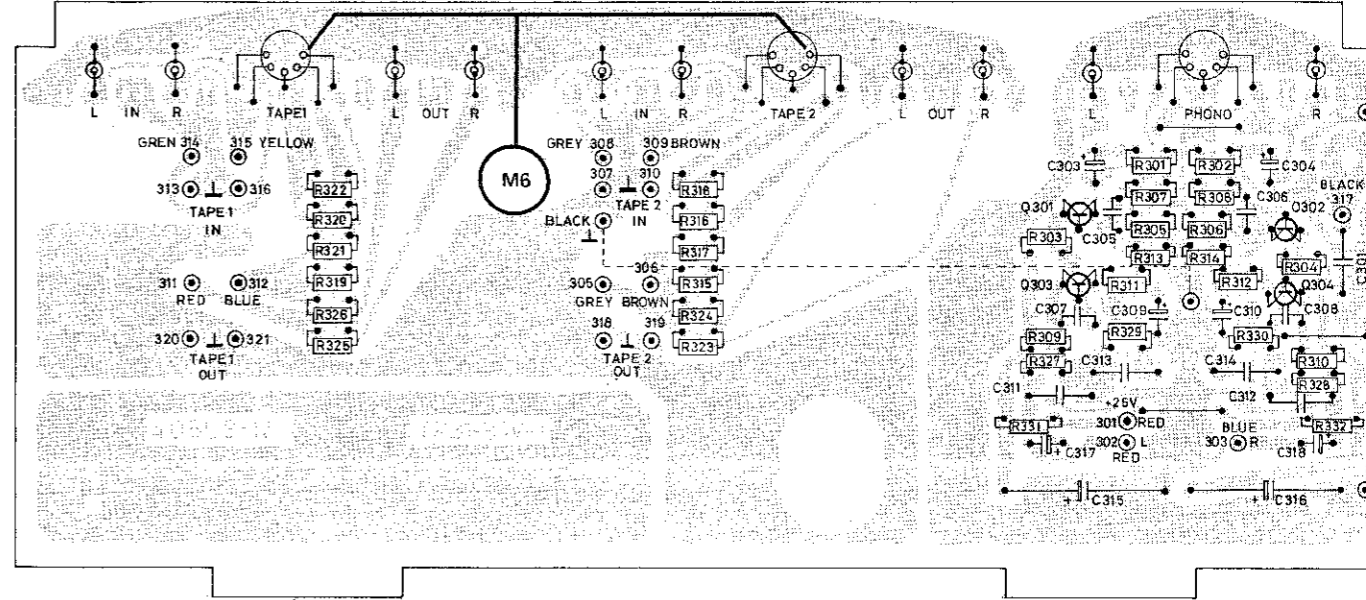 L IN R TAPE1 L OUT R L IN R TAPE 2 L OUT R L PHONO R
GREN 314 315 YELLOW
313 316
TAPE 1
IN
311 312
RED BLUE
320 321
TAPE 1
OUT
R322
R320
R321
R319
R326
R325
M6
GREY 308 309 BROWN
307 310
TAPE 2
IN
BLACK
306
305
GREY BROWN
318 319
TAPE 2
OUT
R318
R316
R317
R315
R324
R323
C303 R301 R302 C304
R307 R308 C306 BLACK
317
Q301 C305 R305 R306 Q302
R303 R313 R314 R304
Q303 R311 R312 Q304
C307 C309 C310 C308
R309 R329 R330
R327 C313 C314 R310
R328
C311 C312
+25V
301 RED
302 L
RED
BLUE
303 R
R331 R332
C317 C318
C315 C316
+ +